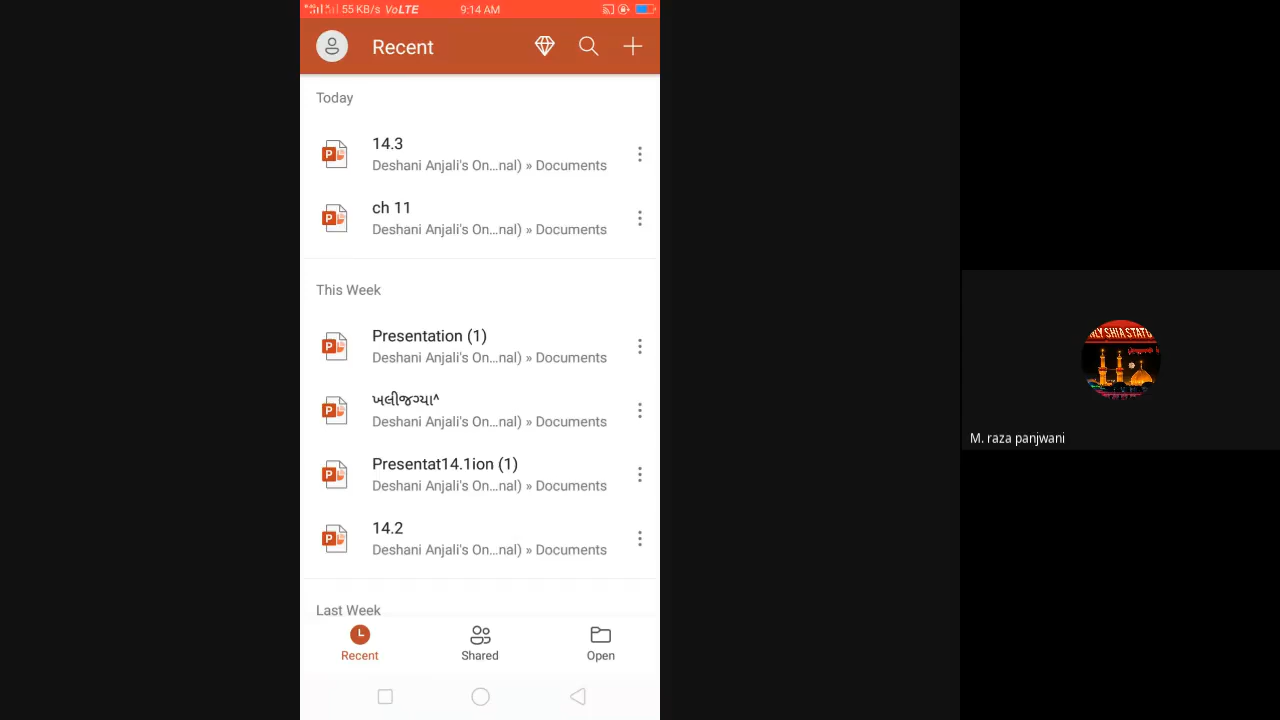 55 KB/s VoLTE 9:14 AM
Recent
Today
14.3
Deshani Anjali's On...nal) » Documents
ch 11
Deshani Anjali's On...nal) » Documents
This Week
Presentation (1)
Deshani Anjali's On...nal) » Documents
ખલીજગ્યા^
Deshani Anjali's On...nal) » Documents
Presentat14.1ion (1)
Deshani Anjali's On...nal) » Documents
14.2
Deshani Anjali's On...nal) » Documents
Last Week
Recent Shared Open
NLY SHIA STATU
M. raza panjwani